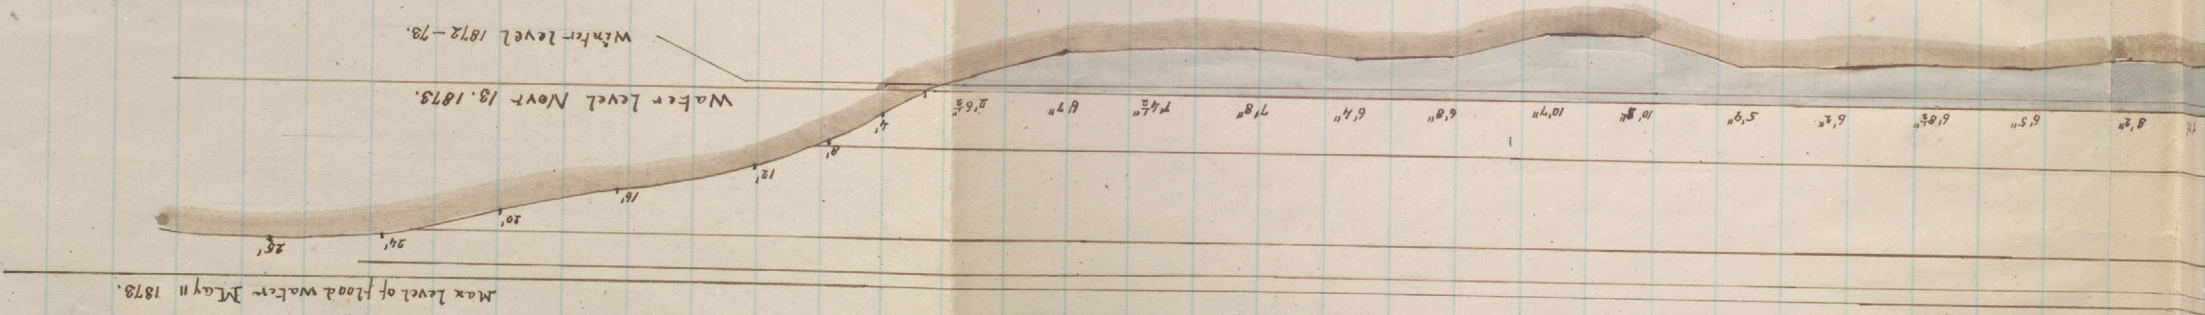 Max level of flood water May 11 1873.
25'
24'
20'
16'
12'
8'
4'
8'2" 6'5" 6'8½" 6'2" 5'9" 10'7" 6'8" 6'4" 7'8" 7'4½" 2'6½"
Water level Novr 13. 1873.
Winter level 1872-73.